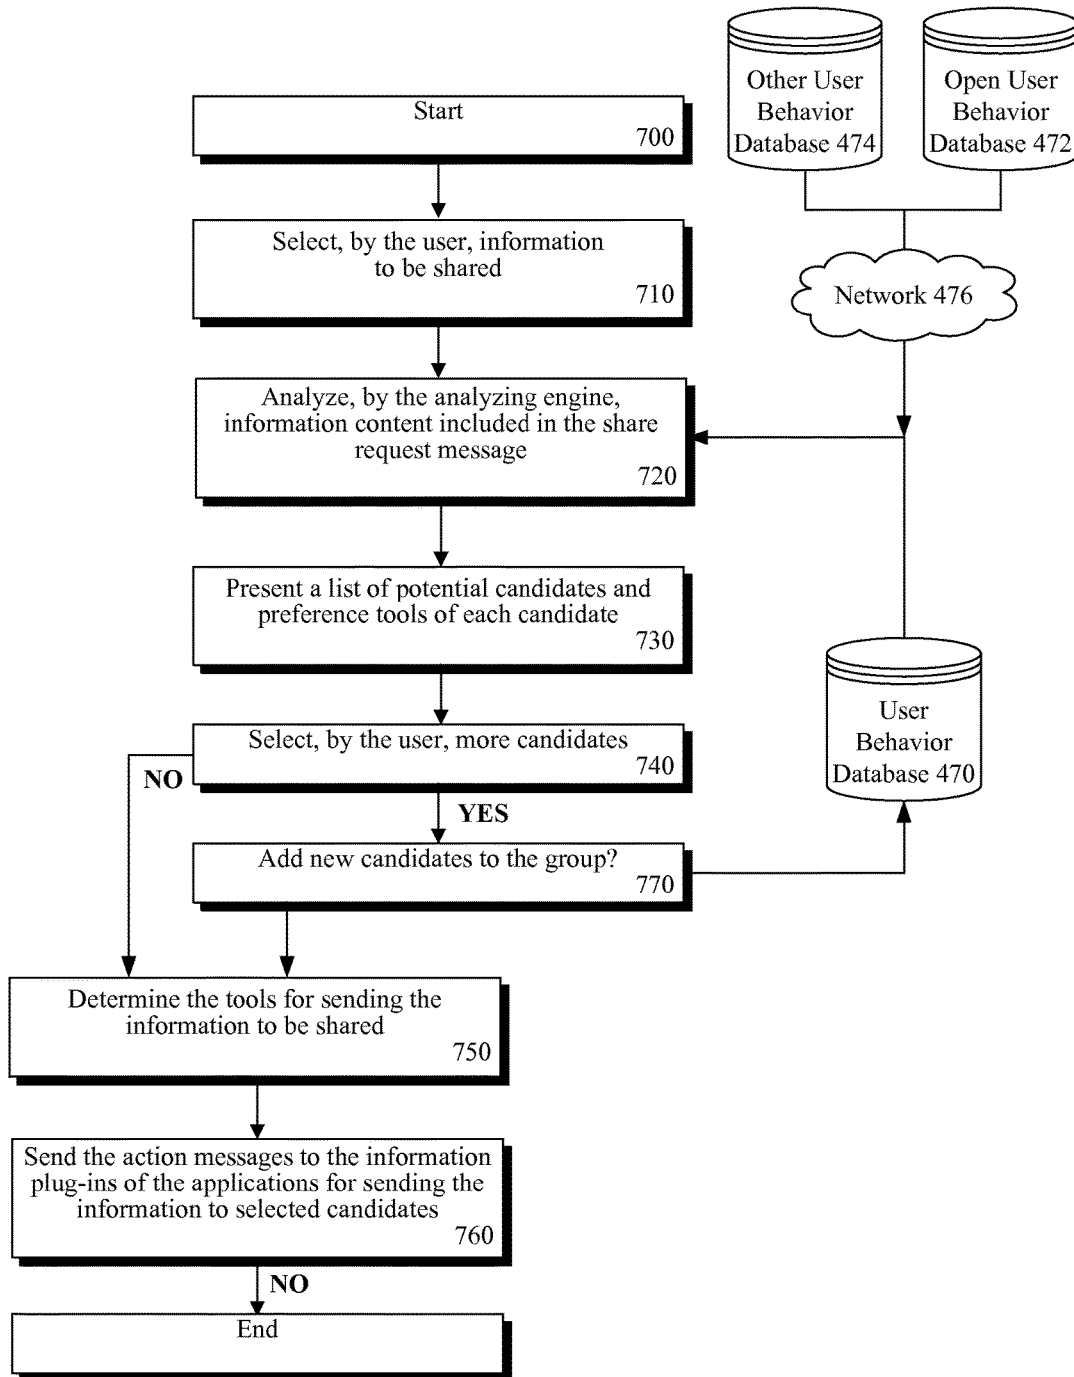 Other User
Behavior
Database 474
Open User
Behavior
Database 472
Start
700
Select, by the user, information
to be shared
710
Network 476
Analyze, by the analyzing engine,
information content included in the share
request message
720
Present a list of potential candidates and
preference tools of each candidate
730
User
Behavior
Database 470
Select, by the user, more candidates
740
NO
YES
Add new candidates to the group?
770
Determine the tools for sending the
information to be shared
750
Send the action messages to the information
plug-ins of the applications for sending the
information to selected candidates
760
NO
End